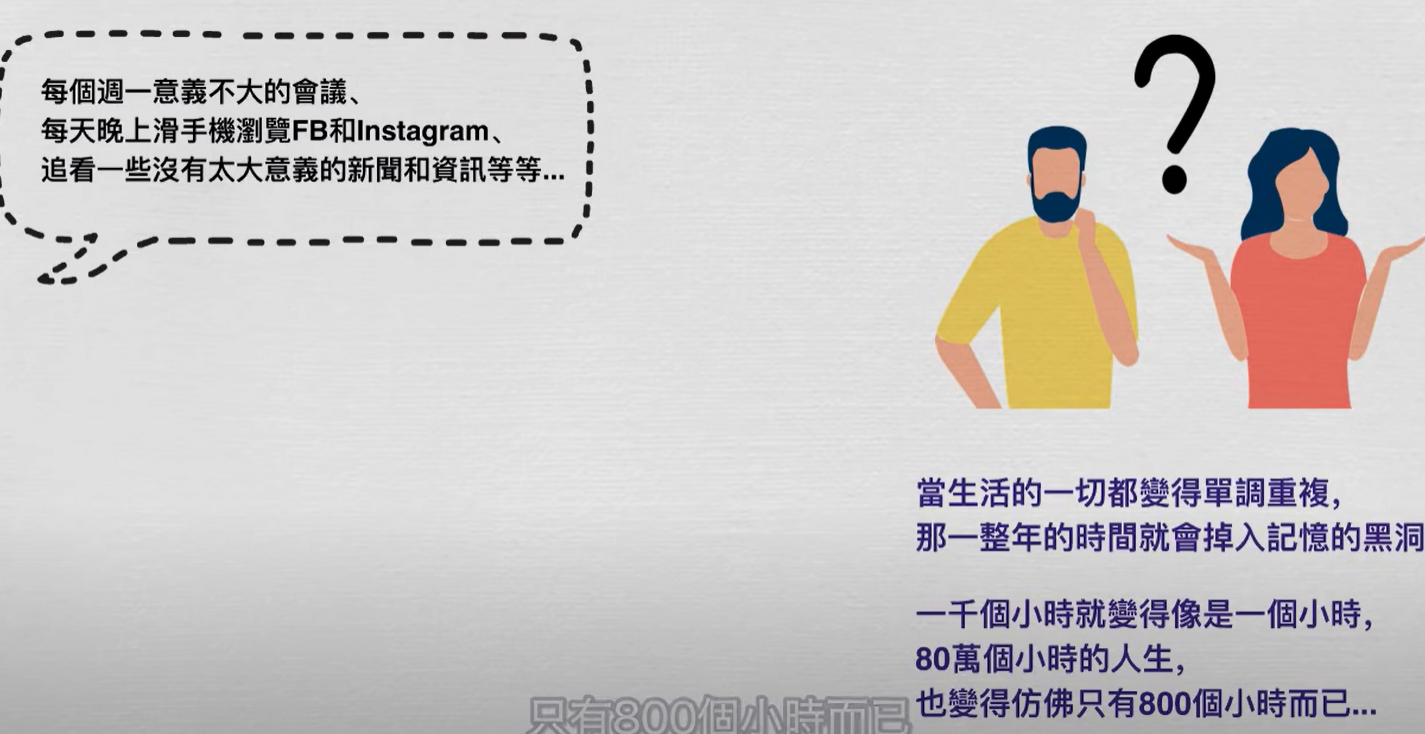 每個週一意義不大的會議、
每天晚上滑手機瀏覽FB和Instagram、
追看一些沒有太大意義的新聞和資訊等等...
?
當生活的一切都變得單調重複,
那一整年的時間就會掉入記憶的黑洞
一千個小時就變得像是一個小時,
80萬個小時的人生,
也變得仿佛只有800個小時而已...
只有800個小時而已